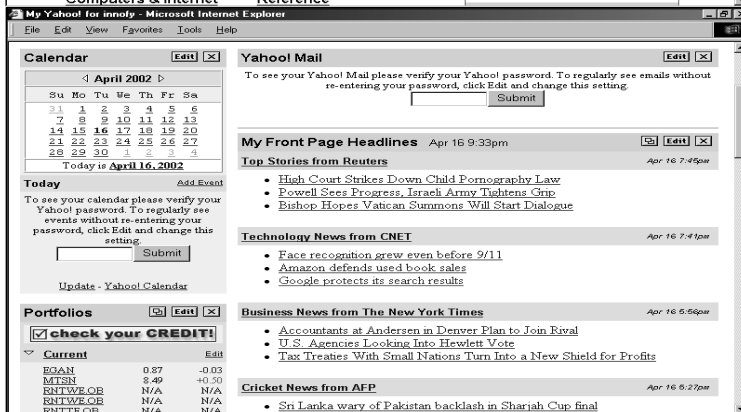 Computers & Internet Reference
My Yahoo! for innofy - Microsoft Internet Explorer
File Edit View Favorites Tools Help
Calendar Edit
April 2002
Su Mo Tu We Th Fr Sa
31 1 2 3 4 5 6
7 8 9 10 11 12 13
14 15 16 17 18 19 20
21 22 23 24 25 26 27
28 29 30 1 2 3 4
Today is April 16, 2002
Today Add Event
To see your calendar please verify your
Yahoo! password. To regularly see
events without re-entering your
password, click Edit and change this
setting.
Submit
Update - Yahoo! Calendar
Portfolios Edit
check your CREDIT!
Current Edit
EGAN 0.87 -0.03
MTSN 8.49 +0.50
RNTWE.OB N/A N/A
RNWTW.OB N/A N/A
Yahoo! Mail Edit
To see your Yahoo! Mail please verify your Yahoo! password. To regularly see emails without
re-entering your password, click Edit and change this setting.
Submit
My Front Page Headlines Apr 16 9:33pm Edit
Top Stories from Reuters Apr 16 7:45pm
High Court Strikes Down Child Pornography Law
Powell Sees Progress, Israeli Army Tightens Grip
Bishop Hopes Vatican Summons Will Start Dialogue
Technology News from CNET Apr 16 7:41pm
Face recognition grew even before 9/11
Amazon defends used book sales
Google protects its search results
Business News from The New York Times Apr 16 5:56pm
Accountants at Andersen in Denver Plan to Join Rival
U.S. Agencies Looking Into Hewlett Vote
Tax Treaties With Small Nations Turn Into a New Shield for Profits
Cricket News from AFP Apr 16 5:27pm
Sri Lanka wary of Pakistan backlash in Sharjah Cup final